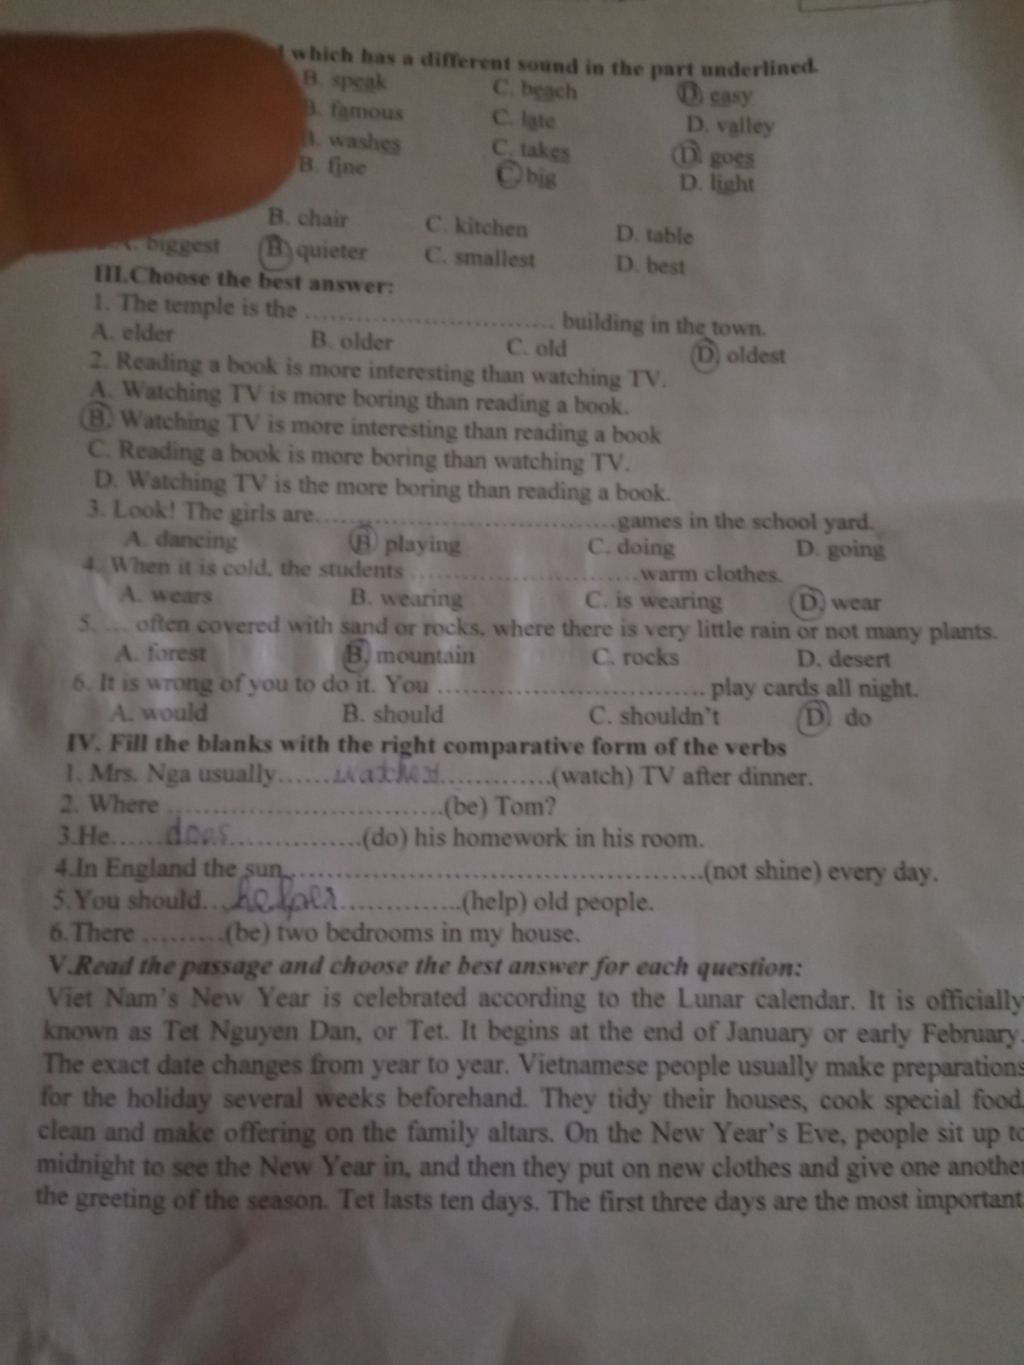 which has a different sound in the part underlined.
B. speak C. beach D. easy
B. famous C. late D. valley
B. washes C. takes D. goes
B. fine C. big D. light
B. chair C. kitchen D. table
A. biggest B. quieter C. smallest D. best
III.Choose the best answer:
1. The temple is the .............................. building in the town.
A. elder B. older C. old D. oldest
2. Reading a book is more interesting than watching TV.
A. Watching TV is more boring than reading a book.
B. Watching TV is more interesting than reading a book
C. Reading a book is more boring than watching TV.
D. Watching TV is the more boring than reading a book.
3. Look! The girls are....................................games in the school yard.
A. dancing B. playing C. doing D. going
4. When it is cold, the students ...........................warm clothes.
A. wears B. wearing C. is wearing D. wear
5. .... often covered with sand or rocks, where there is very little rain or not many plants.
A. forest B. mountain C. rocks D. desert
6. It is wrong of you to do it. You ............................... play cards all night.
A. would B. should C. shouldn't D. do
IV. Fill the blanks with the right comparative form of the verbs
1. Mrs. Nga usually...... .............(watch) TV after dinner.
2. Where ................................(be) Tom?
3.He...... does ...............(do) his homework in his room.
4.In England the sun..............................................(not shine) every day.
5.You should... helper ..............(help) old people.
6.There .........(be) two bedrooms in my house.
V.Read the passage and choose the best answer for each question:
Viet Nam's New Year is celebrated according to the Lunar calendar. It is officially
known as Tet Nguyen Dan, or Tet. It begins at the end of January or early February.
The exact date changes from year to year. Vietnamese people usually make preparations
for the holiday several weeks beforehand. They tidy their houses, cook special food,
clean and make offering on the family altars. On the New Year's Eve, people sit up to
midnight to see the New Year in, and then they put on new clothes and give one another
the greeting of the season. Tet lasts ten days. The first three days are the most important